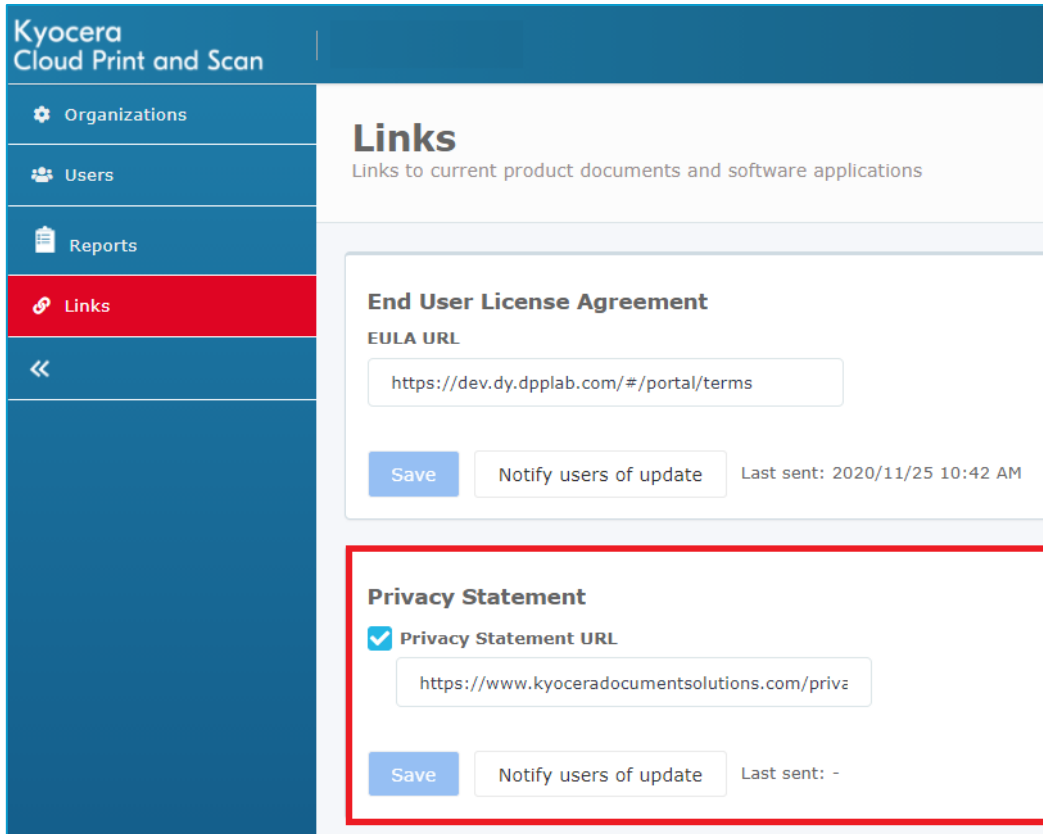 Kyocera
Cloud Print and Scan
Organizations
Users
Reports
Links
Links
Links to current product documents and software applications
End User License Agreement
EULA URL
https://dev.dy.dpplab.com/#/portal/terms
Save
Notify users of update
Last sent: 2020/11/25 10:42 AM
Privacy Statement
Privacy Statement URL
https://www.kyoceradocumentsolutions.com/priva
Save
Notify users of update
Last sent: -